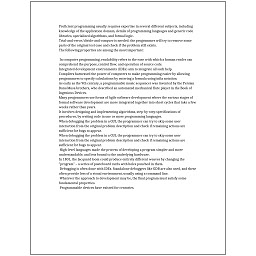 Proficient programming usually requires expertise in several different subjects, including
knowledge of the application domain, details of programming languages and generic code
libraries, specialized algorithms, and formal logic.
Trial-and-error/divide-and-conquer is needed: the programmer will try to remove some
parts of the original test case and check if the problem still exists.
The following properties are among the most important:

In computer programming, readability refers to the ease with which a human reader can
comprehend the purpose, control flow, and operation of source code.
Integrated development environments (IDEs) aim to integrate all such help.
Compilers harnessed the power of computers to make programming easier by allowing
programmers to specify calculations by entering a formula using infix notation.
As early as the 9th century, a programmable music sequencer was invented by the Persian
Banu Musa brothers, who described an automated mechanical flute player in the Book of
Ingenious Devices.
Many programmers use forms of Agile software development where the various stages of
formal software development are more integrated together into short cycles that take a few
weeks rather than years.
It involves designing and implementing algorithms, step-by-step specifications of
procedures, by writing code in one or more programming languages.
When debugging the problem in a GUI, the programmer can try to skip some user
interaction from the original problem description and check if remaining actions are
sufficient for bugs to appear.
When debugging the problem in a GUI, the programmer can try to skip some user
interaction from the original problem description and check if remaining actions are
sufficient for bugs to appear.
High-level languages made the process of developing a program simpler and more
understandable, and less bound to the underlying hardware.
In 1801, the Jacquard loom could produce entirely different weaves by changing the
"program" – a series of pasteboard cards with holes punched in them.
Debugging is often done with IDEs. Standalone debuggers like GDB are also used, and these
often provide less of a visual environment, usually using a command line.
Whatever the approach to development may be, the final program must satisfy some
fundamental properties.
Programmable devices have existed for centuries.